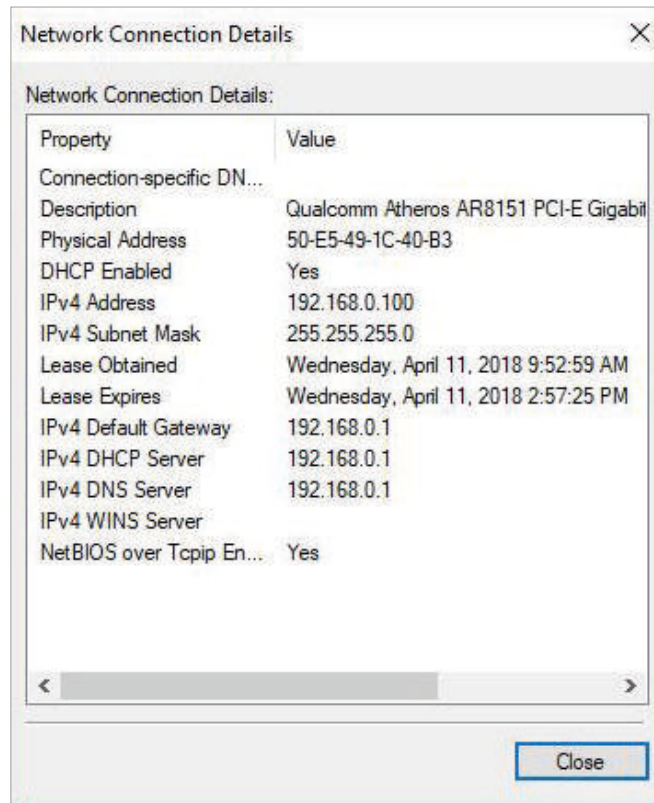 Network Connection Details
Network Connection Details:
Property Value
Connection-specific DN...
Description Qualcomm Atheros AR8151 PCI-E Gigabit
Physical Address 50-E5-49-1C-40-B3
DHCP Enabled Yes
IPv4 Address 192.168.0.100
IPv4 Subnet Mask 255.255.255.0
Lease Obtained Wednesday, April 11, 2018 9:52:59 AM
Lease Expires Wednesday, April 11, 2018 2:57:25 PM
IPv4 Default Gateway 192.168.0.1
IPv4 DHCP Server 192.168.0.1
IPv4 DNS Server 192.168.0.1
IPv4 WINS Server
NetBIOS over Tcpip En... Yes
Close